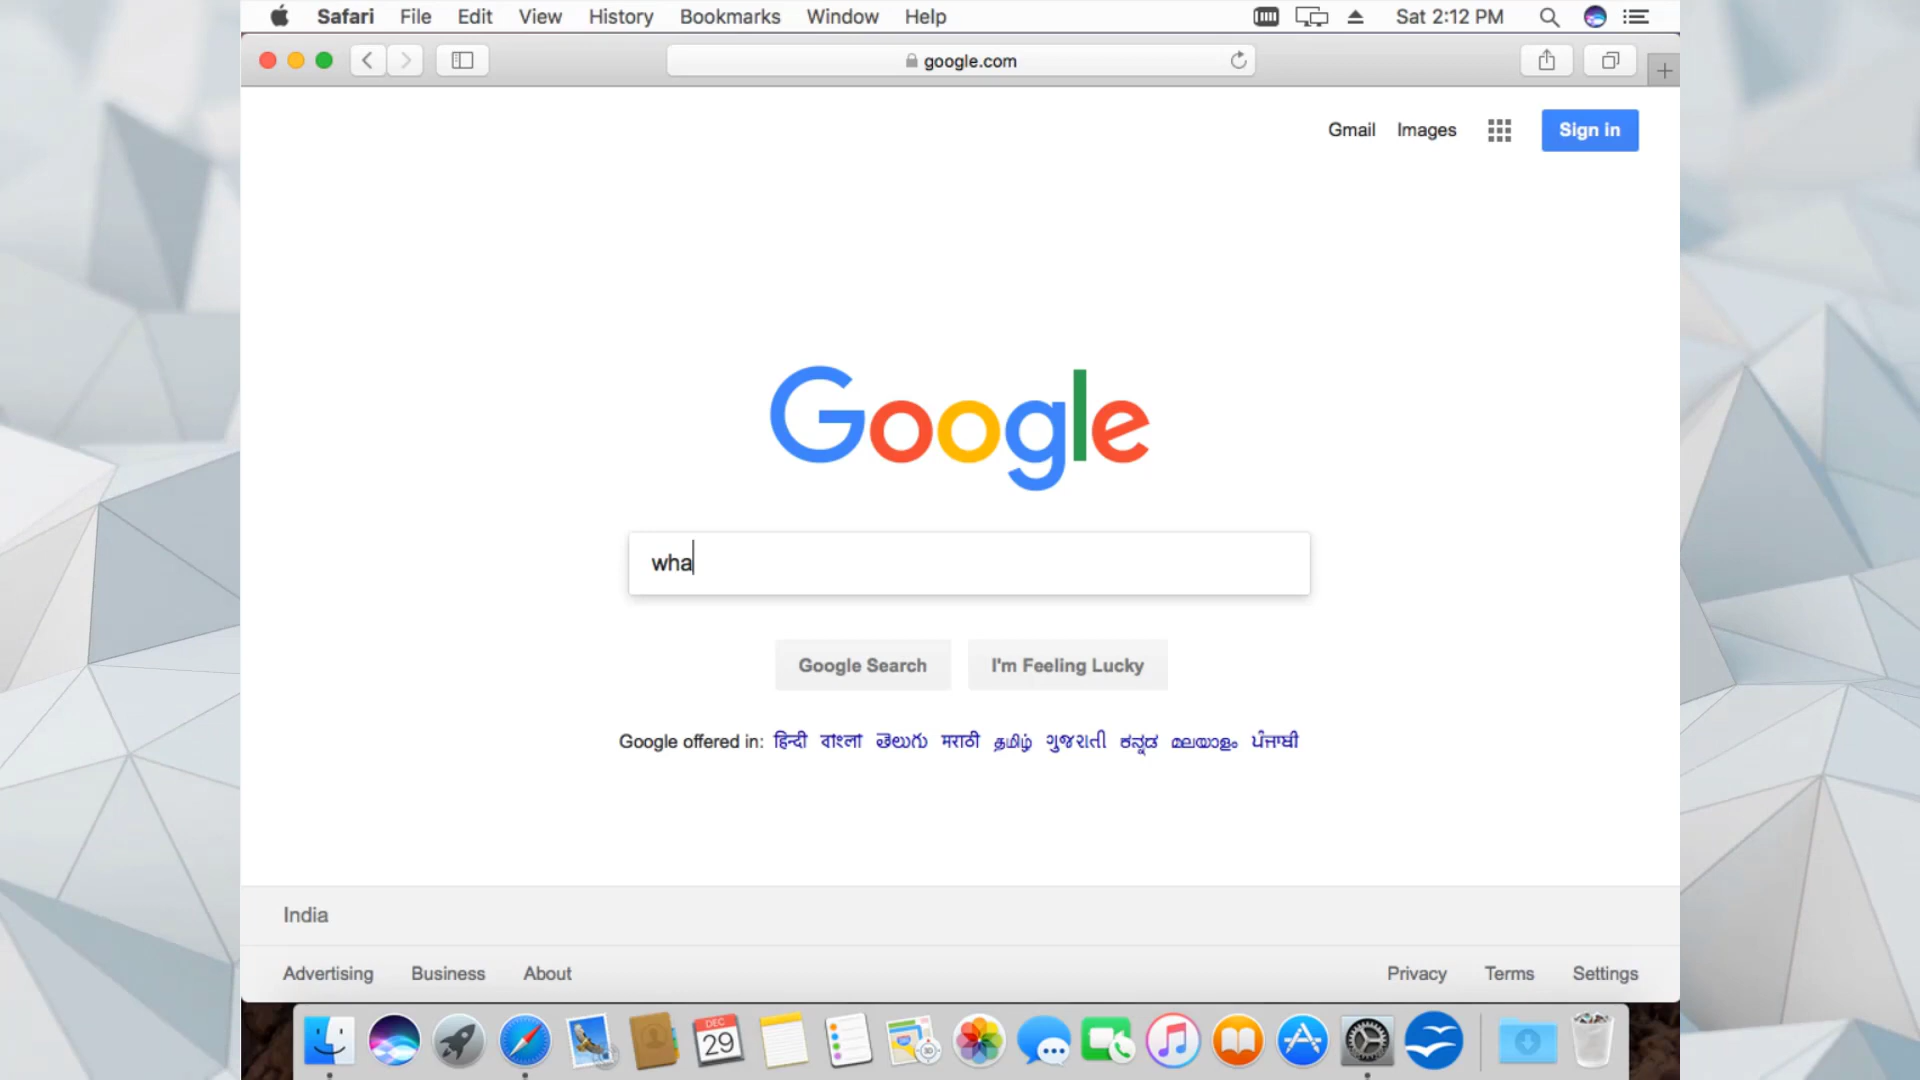 Safari File Edit View History Bookmarks Window Help Sat 2:12 PM
google.com
Gmail Images Sign in
Google
wha
Google Search I'm Feeling Lucky
Google offered in: हिन्दी বাংলা తెలుగు मराठी தமிழ் ગુજરાતી ಕನ್ನಡ മലയാളം ਪੰਜਾਬੀ
India
Advertising Business About Privacy Terms Settings
DEC
29
3D